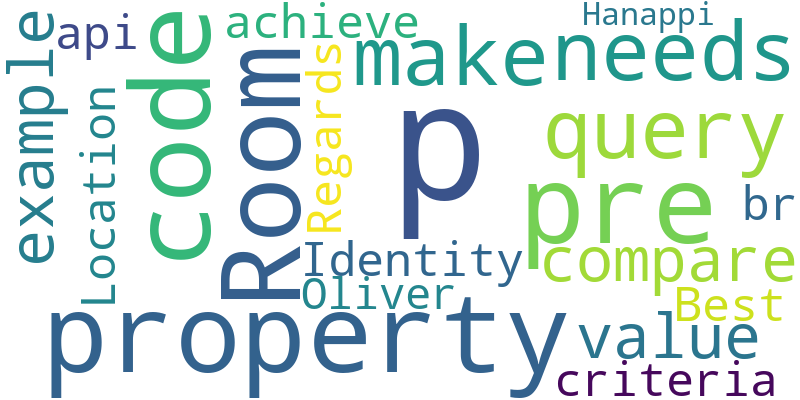 Hanappi
achieve
api
make
needs
example
code
Room
Regards
p
query
Location
pre
br
Identity
compare
Oliver
Best
property
value
criteria